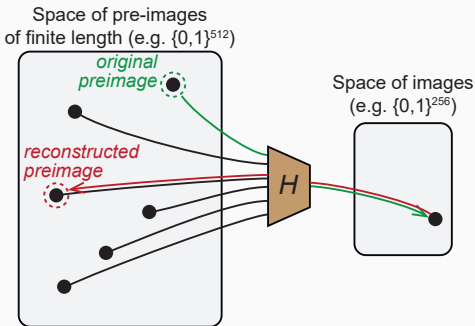 Space of pre-images
of finite length (e.g. {0,1}⁵¹²)
original
preimage
Space of images
(e.g. {0,1}²⁵⁶)
reconstructed
preimage
H